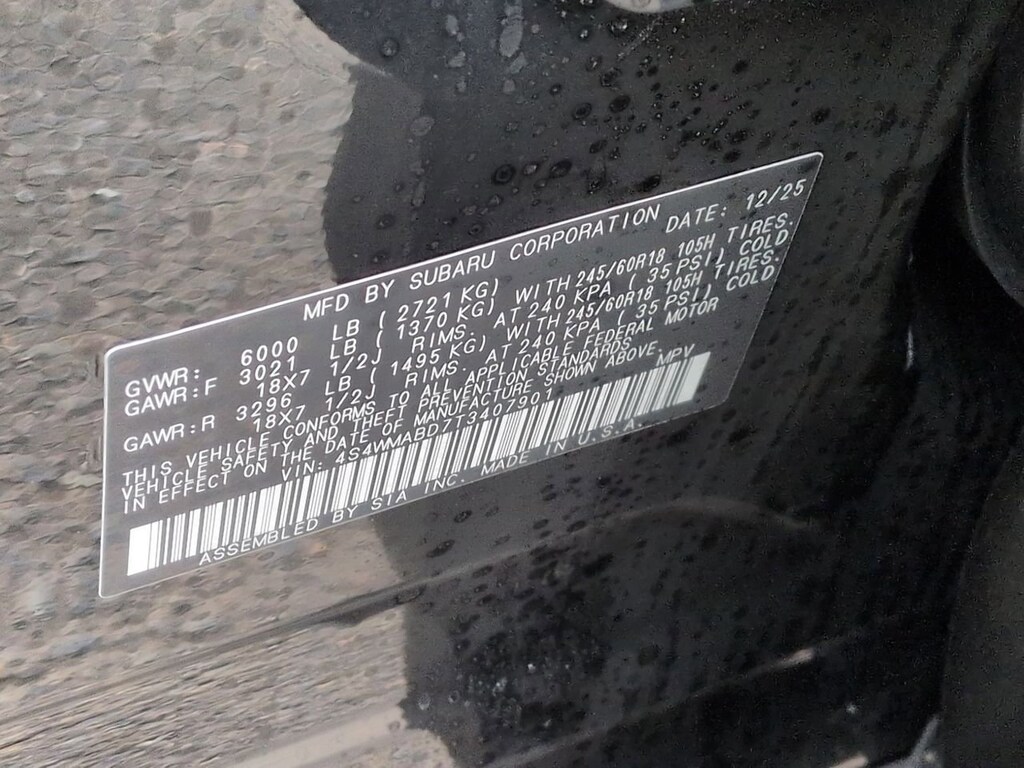 MFD BY SUBARU CORPORATION DATE: 12/25
GVWR: 6000 LB ( 2721 KG)
GAWR:F 3021 LB ( 1370 KG) WITH 245/60R18 105H TIRES.
18X7 1/2J RIMS. AT 240 KPA ( 35 PSI) COLD.
GAWR:R 3296 LB ( 1495 KG) WITH 245/60R18 105H TIRES.
18X7 1/2J RIMS. AT 240 KPA ( 35 PSI) COLD
THIS VEHICLE CONFORMS TO ALL APPLICABLE FEDERAL MOTOR
VEHICLE SAFETY AND THEFT PREVENTION STANDARDS
IN EFFECT ON THE DATE OF MANUFACTURE SHOWN ABOVE.
VIN: 4S4WMABD7T3407901 MPV
ASSEMBLED BY SIA INC. MADE IN U.S.A.